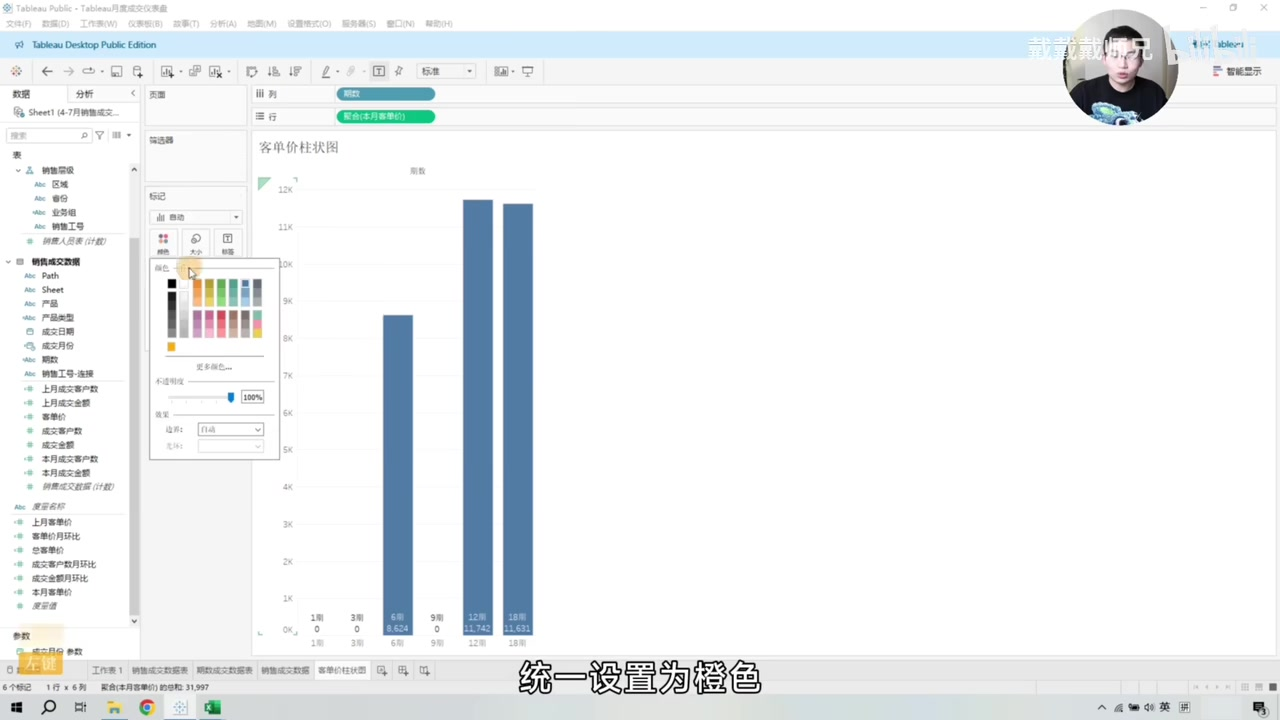 Tableau Public - Tableau月度成交仪表盘
文件(F) 数据(D) 工作表(W) 仪表板(B) 故事(T) 分析(A) 地图(M) 设置格式(O) 服务器(S) 窗口(N) 帮助(H)
Tableau Desktop Public Edition
戴戴戴师兄
标准
智能显示
数据 分析
页面
列 期数
Sheet1 (4-7月销售成交...
行 聚合(本月客单价)
搜索
筛选器
客单价柱状图
表
期数
销售层级
Abc 区域
Abc 省份
Abc 业务组
Abc 销售工号
销售人员表 (计数)
销售成交数据
Abc Path
Abc Sheet
Abc 产品
Abc 产品类型
成交日期
成交月份
Abc 期数
Abc 销售工号-连接
上月成交客户数
上月成交金额
客单价
成交客户数
成交金额
本月成交客户数
本月成交金额
销售成交数据 (计数)
Abc 度量名称
上月客单价
客单价月环比
总客单价
成交客户数月环比
成交金额月环比
本月客单价
度量值
参数
成交月份 参数
左键
标记
自动
颜色 大小 标签
颜色
更多颜色...
不透明度
100%
效果
边界: 自动
光环:
12K
11K
10K
9K
8K
7K
6K
5K
4K
3K
2K
1K
0K
1期 3期 6期 9期 12期 18期
0 0 8,624 0 11,742 11,631
1期 3期 6期 9期 12期 18期
工作表 1 销售成交数据表 期数成交数据表 销售成交数据 客单价柱状图
统一设置为橙色
6 个标记 1 行 x 6 列 聚合(本月客单价) 的总和: 31,997
英 拼